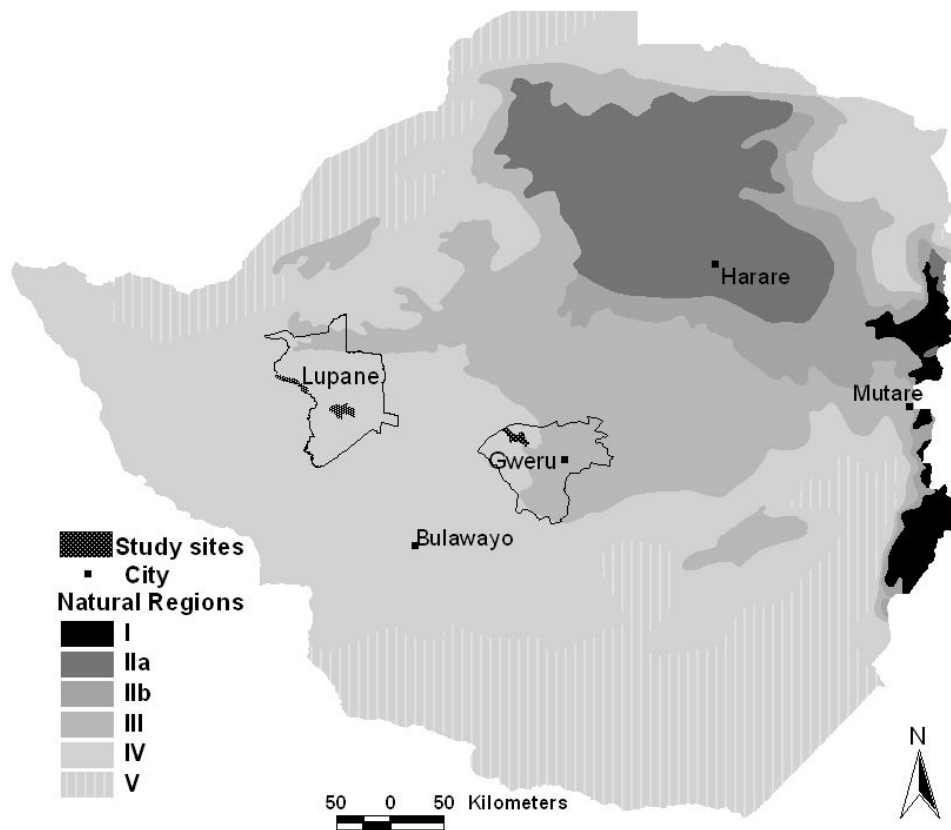 Harare
Lupane
Mutare
Gweru
Bulawayo
Study sites
City
Natural Regions
I
IIa
IIb
III
IV
V
N
50 0 50 Kilometers